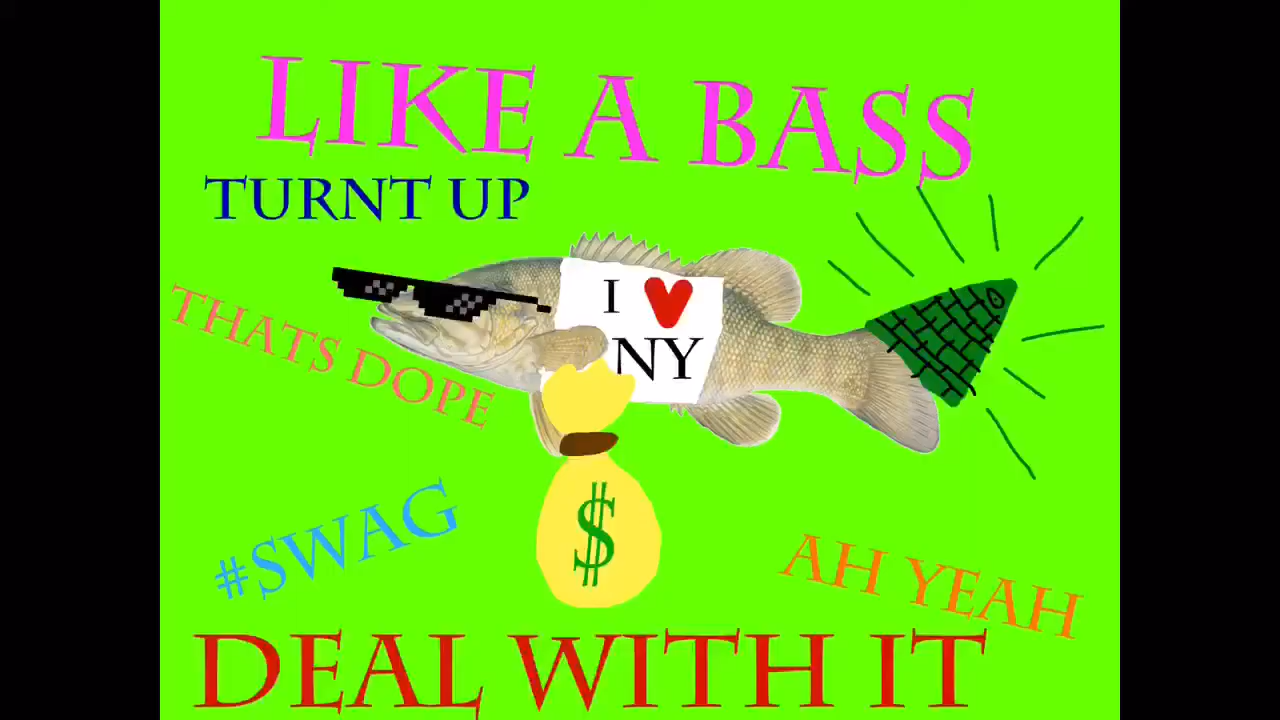 LIKE A BASS
TURNT UP
I ❤ NY
THATS DOPE
#SWAG
$
AH YEAH
DEAL WITH IT